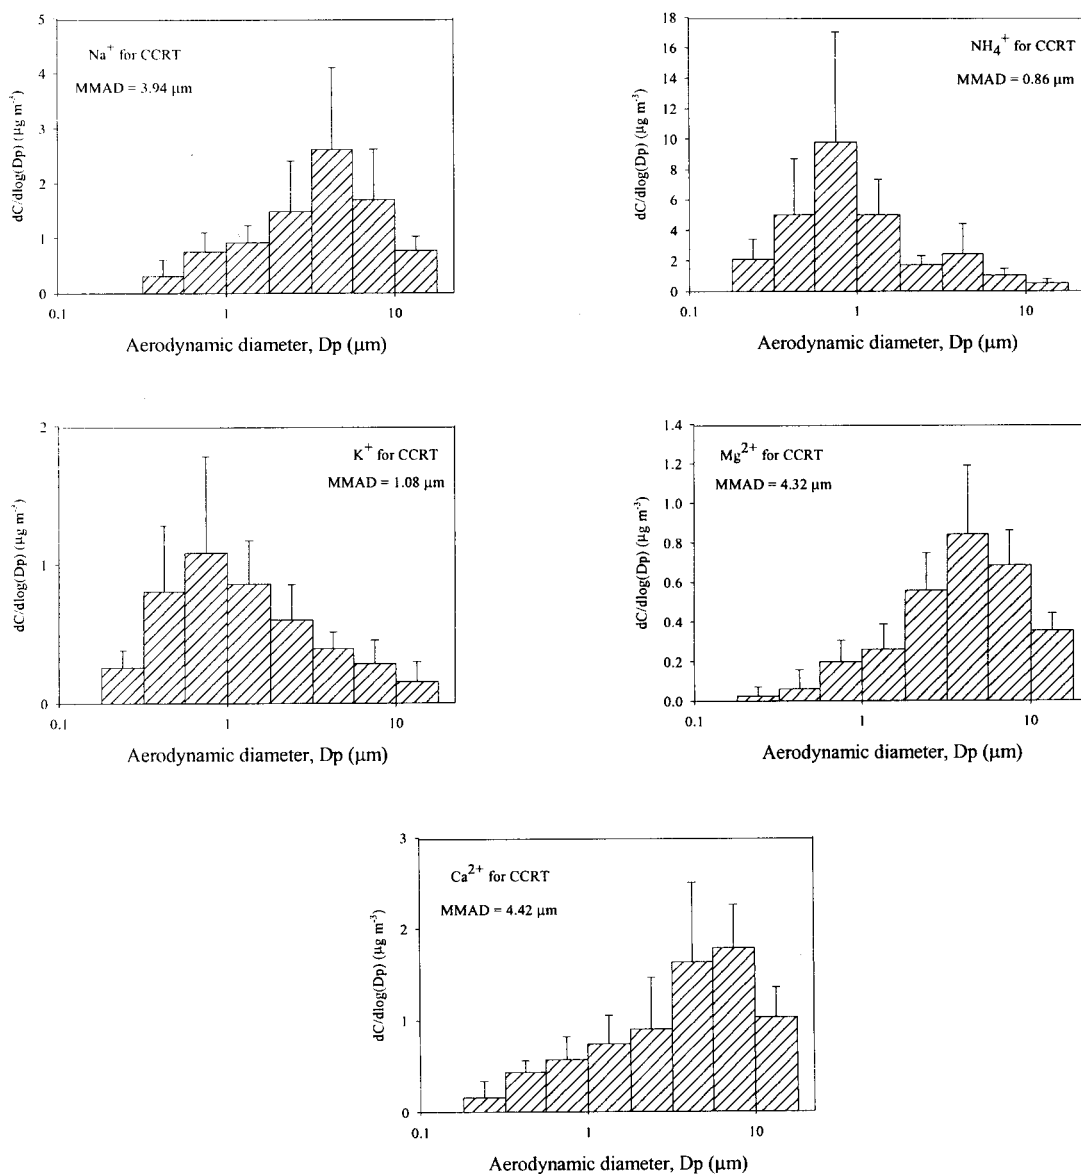 5
4
3
2
1
0
dC/dlog(Dp) (µg m⁻³)
Na⁺ for CCRT
MMAD = 3.94 µm
0.1
1
10
Aerodynamic diameter, Dp (µm)
18
16
14
12
10
8
6
4
2
0
dC/dlog(Dp) (µg m⁻³)
NH₄⁺ for CCRT
MMAD = 0.86 µm
0.1
1
10
Aerodynamic diameter, Dp (µm)
2
1
0
dC/dlog(Dp) (µg m⁻³)
K⁺ for CCRT
MMAD = 1.08 µm
0.1
1
10
Aerodynamic diameter, Dp (µm)
1.4
1.2
1.0
0.8
0.6
0.4
0.2
0.0
dC/dlog(Dp) (µg m⁻³)
Mg²⁺ for CCRT
MMAD = 4.32 µm
0.1
1
10
Aerodynamic diameter, Dp (µm)
3
2
1
0
dC/dlog(Dp) (µg m⁻³)
Ca²⁺ for CCRT
MMAD = 4.42 µm
0.1
1
10
Aerodynamic diameter, Dp (µm)